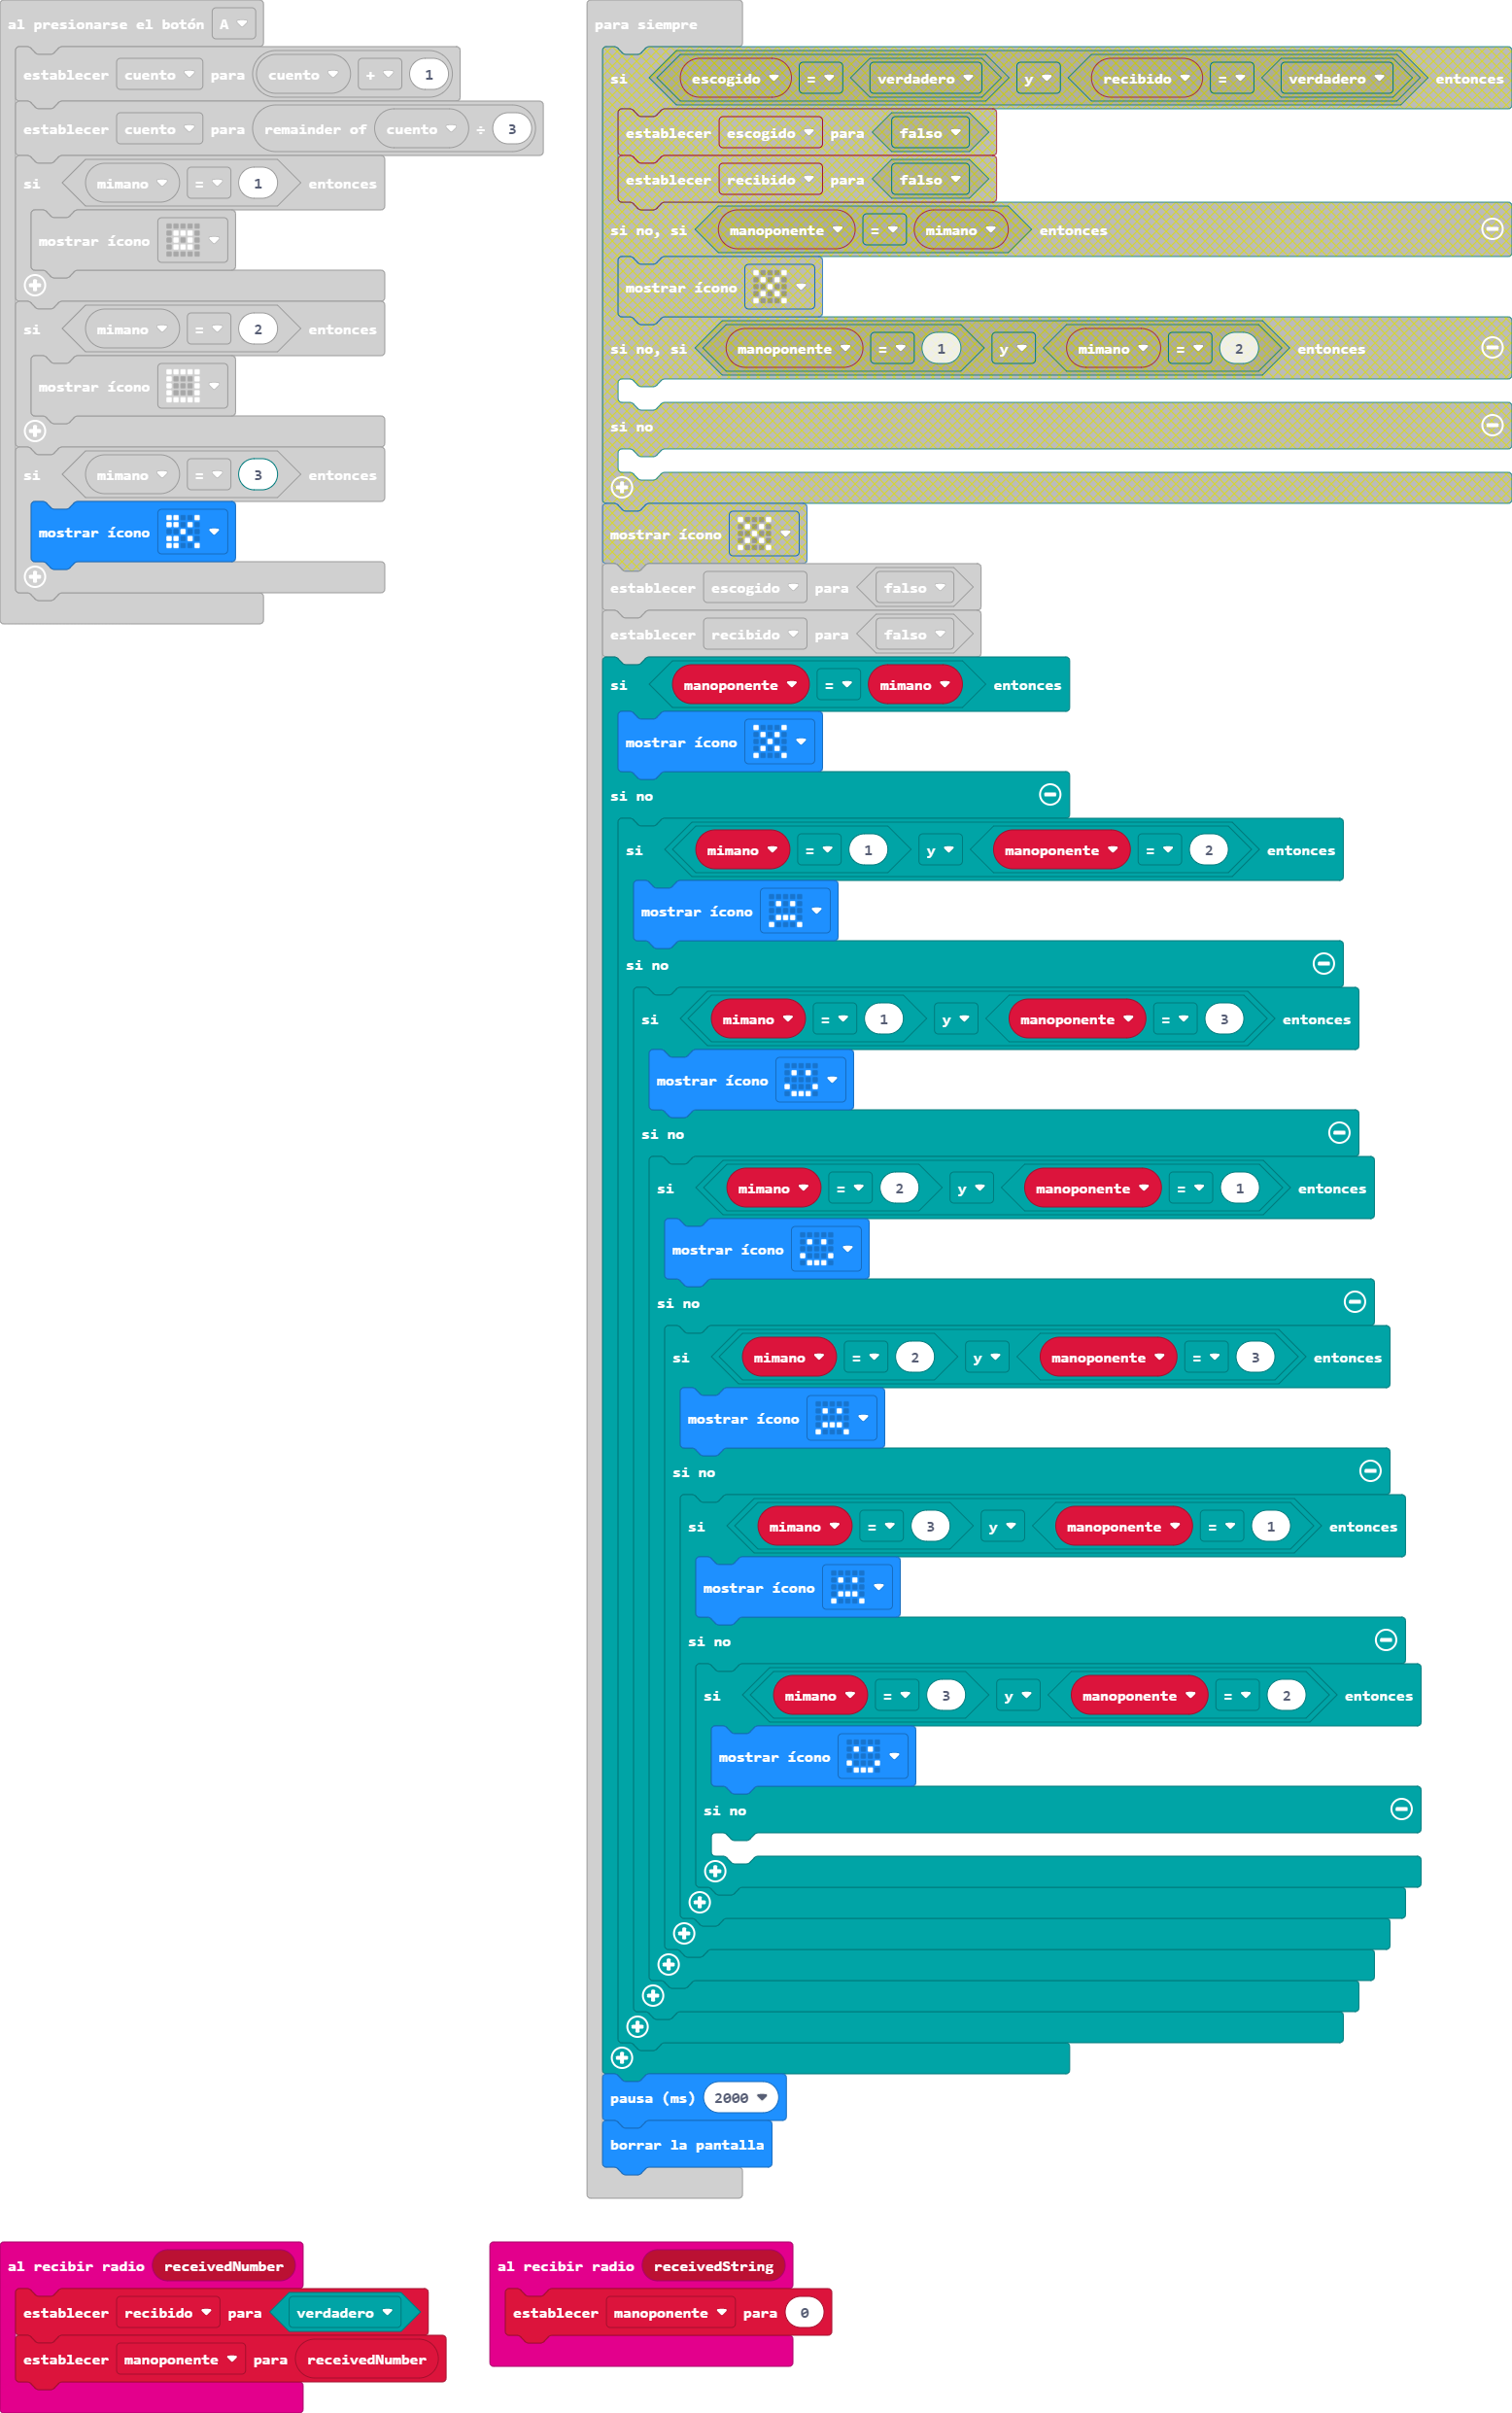 al presionarse el botón A
establecer cuento para cuento + 1
establecer cuento para remainder of cuento ÷ 3
si mimano = 1 entonces
mostrar ícono
si mimano = 2 entonces
mostrar ícono
si mimano = 3 entonces
mostrar ícono
para siempre
si escogido = verdadero y recibido = verdadero entonces
establecer escogido para falso
establecer recibido para falso
si no, si manoponente = mimano entonces
mostrar ícono
si no, si manoponente = 1 y mimano = 2 entonces
si no
mostrar ícono
establecer escogido para falso
establecer recibido para falso
si manoponente = mimano entonces
mostrar ícono
si no
si mimano = 1 y manoponente = 2 entonces
mostrar ícono
si no
si mimano = 1 y manoponente = 3 entonces
mostrar ícono
si no
si mimano = 2 y manoponente = 1 entonces
mostrar ícono
si no
si mimano = 2 y manoponente = 3 entonces
mostrar ícono
si no
si mimano = 3 y manoponente = 1 entonces
mostrar ícono
si no
si mimano = 3 y manoponente = 2 entonces
mostrar ícono
si no
pausa (ms) 2000
borrar la pantalla
al recibir radio receivedNumber
establecer recibido para verdadero
establecer manoponente para receivedNumber
al recibir radio receivedString
establecer manoponente para 0